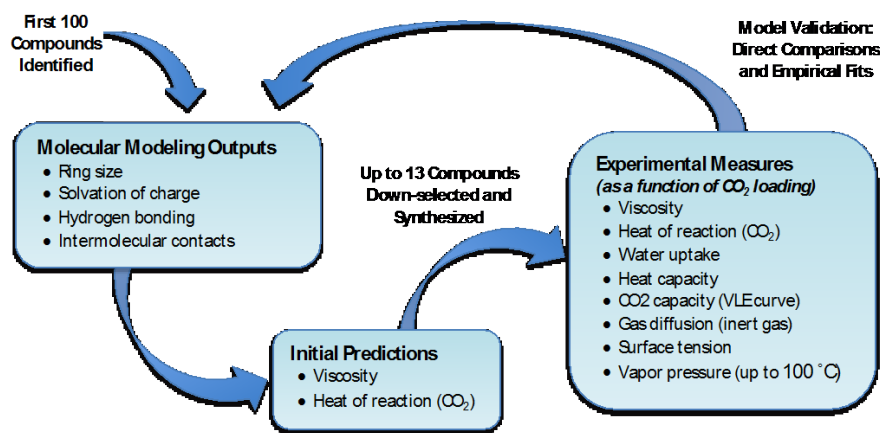 First 100
Compounds
Identified
Model Validation:
Direct Comparisons
and Empirical Fits
Molecular Modeling Outputs
• Ring size
• Solvation of charge
• Hydrogen bonding
• Intermolecular contacts
Up to 13 Compounds
Down-selected and
Synthesized
Initial Predictions
• Viscosity
• Heat of reaction (CO₂)
Experimental Measures
(as a function of CO₂ loading)
• Viscosity
• Heat of reaction (CO₂)
• Water uptake
• Heat capacity
• CO2 capacity (VLE curve)
• Gas diffusion (inert gas)
• Surface tension
• Vapor pressure (up to 100 ˚C)